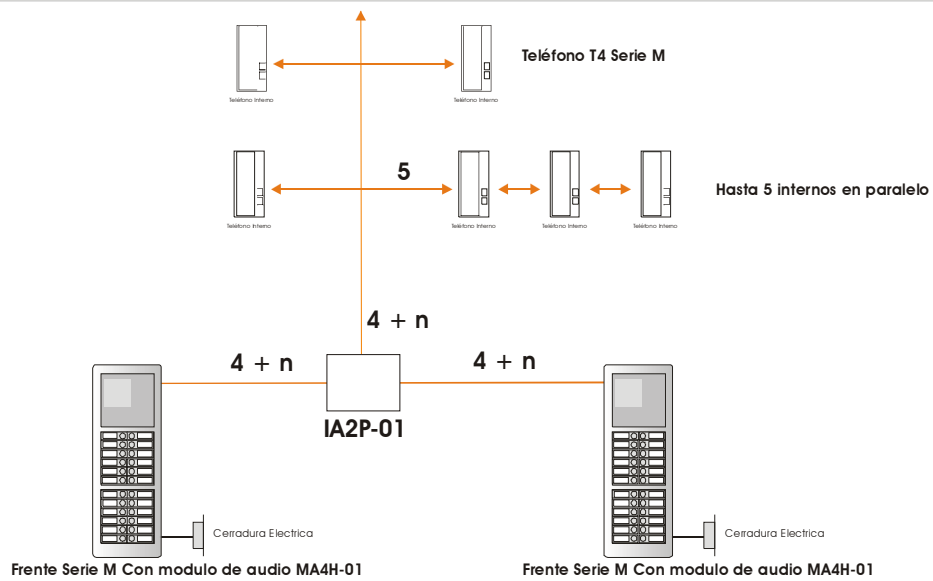 Teléfono T4 Serie M
Teléfono Interno
Teléfono Interno
5
Hasta 5 internos en paralelo
Teléfono Interno
Teléfono Interno
Teléfono Interno
Teléfono Interno
4 + n
4 + n
4 + n
IA2P-01
Cerradura Electrica
Cerradura Electrica
Frente Serie M Con modulo de audio MA4H-01
Frente Serie M Con modulo de audio MA4H-01